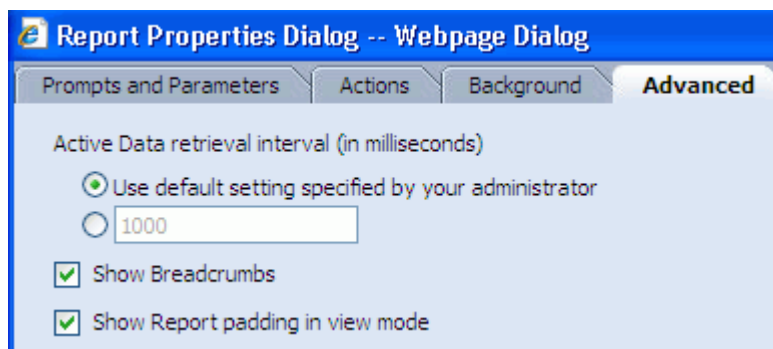 Report Properties Dialog -- Webpage Dialog
Prompts and Parameters Actions Background Advanced
Active Data retrieval interval (in milliseconds)
Use default setting specified by your administrator
1000
Show Breadcrumbs
Show Report padding in view mode